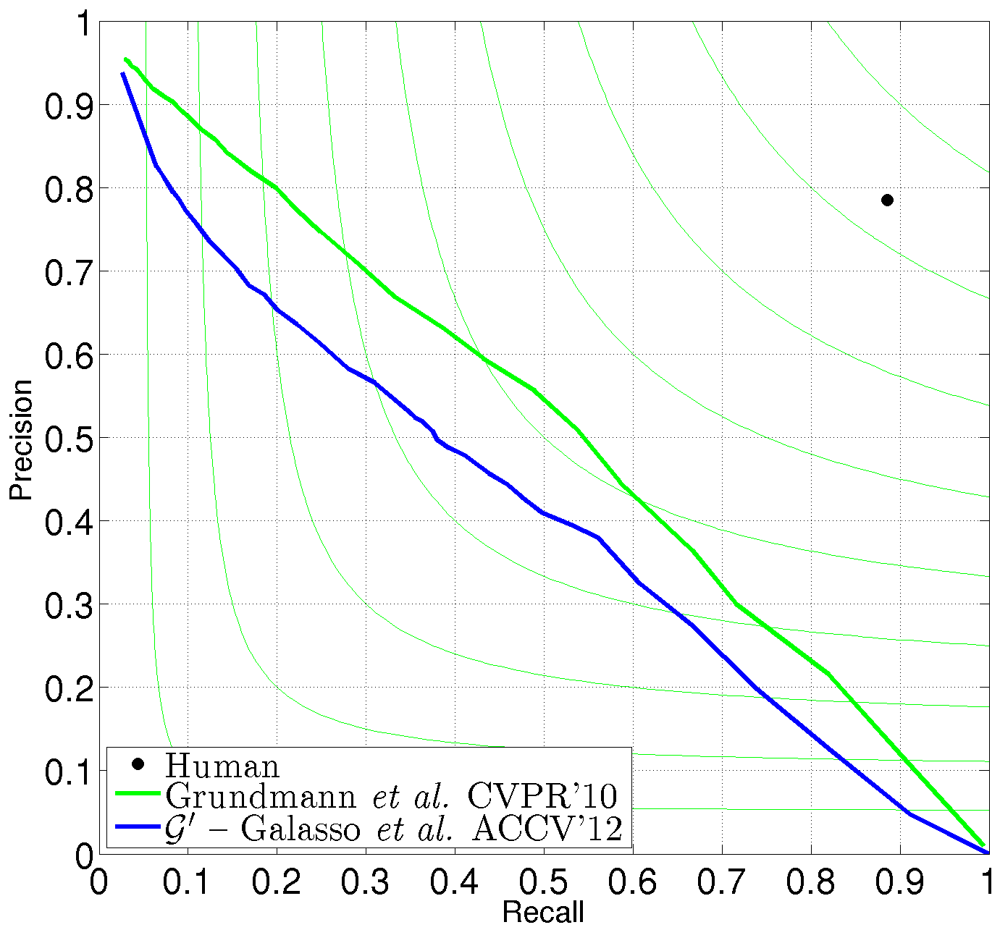 1
0.9
0.8
0.7
0.6
0.5
0.4
0.3
0.2
0.1
0
Precision
Human
Grundmann et al. CVPR'10
𝒢′ – Galasso et al. ACCV'12
0 0.1 0.2 0.3 0.4 0.5 0.6 0.7 0.8 0.9 1
Recall